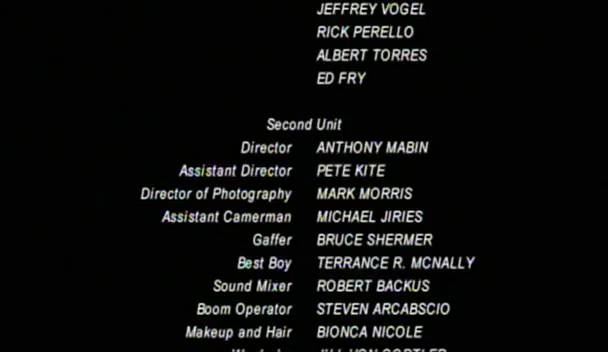 JEFFREY VOGEL
RICK PERELLO
ALBERT TORRES
ED FRY
Second Unit
Director ANTHONY MABIN
Assistant Director PETE KITE
Director of Photography MARK MORRIS
Assistant Camerman MICHAEL JIRIES
Gaffer BRUCE SHERMER
Best Boy TERRANCE R. MCNALLY
Sound Mixer ROBERT BACKUS
Boom Operator STEVEN ARCABSCIO
Makeup and Hair BIONCA NICOLE